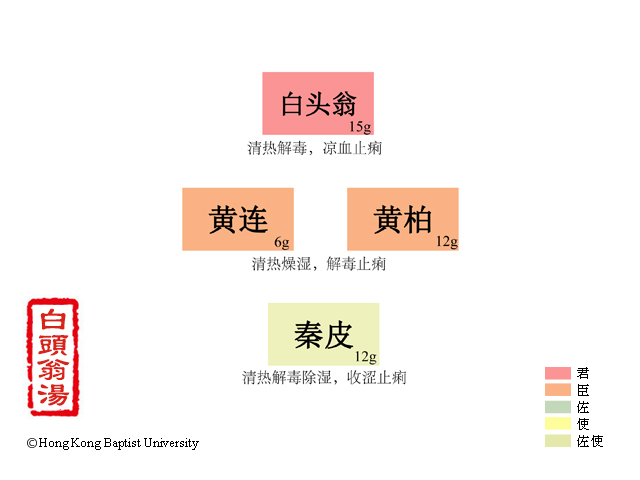 白头翁
15g
清热解毒，凉血止痢
黄连
6g
黄柏
12g
清热燥湿，解毒止痢
秦皮
12g
清热解毒除湿，收涩止痢
白頭翁湯
君
臣
佐
使
佐使
©Hong Kong Baptist University